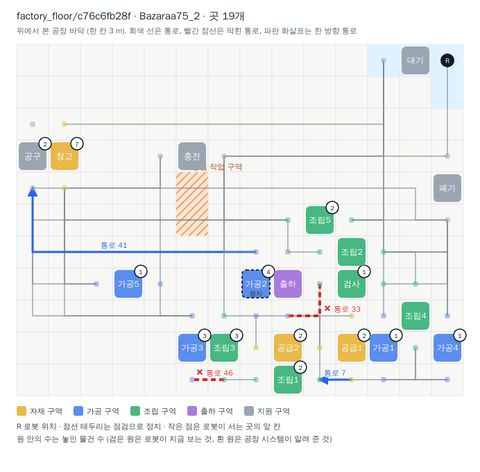 factory_floor/c76c6fb28f · Bazaraa75_2 · 곳 19개
위에서 본 공장 바닥 (한 칸 3 m). 회색 선은 통로, 빨간 점선은 막힌 통로, 파란 화살표는 한 방향 통로
대기
R
공구
2
창고
7
충전
작업 구역
폐기
조립5
2
통로 41
조립2
가공5
1
가공2
4
출하
검사
1
통로 33
조립4
가공3
3
조립3
3
공급2
2
공급1
2
가공1
1
가공4
1
통로 46
조립1
2
통로 7
자재 구역
가공 구역
조립 구역
출하 구역
지원 구역
R 로봇 위치 · 점선 테두리는 점검으로 정지 · 작은 점은 로봇이 서는 곳의 앞 칸
원 안의 수는 놓인 물건 수 (검은 원은 로봇이 지금 보는 것, 흰 원은 공장 시스템이 알려 준 것)